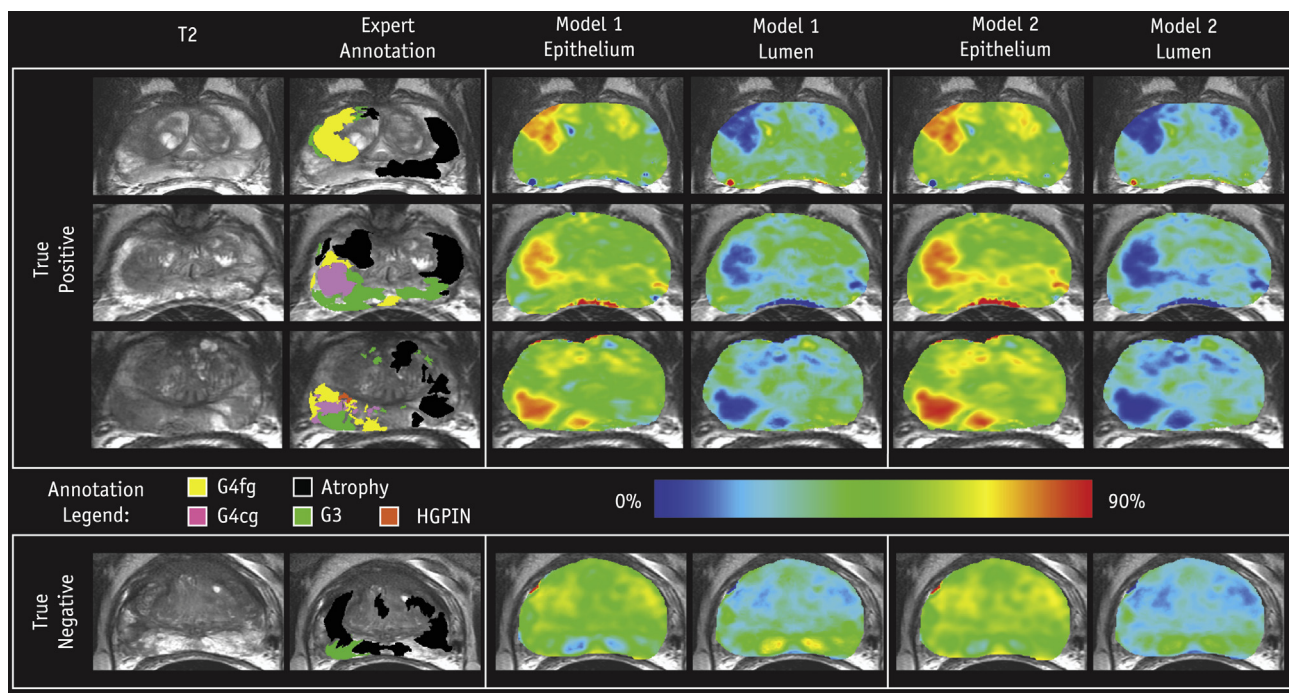 T2
Expert
Annotation
Model 1
Epithelium
Model 1
Lumen
Model 2
Epithelium
Model 2
Lumen
True
Positive
Annotation
Legend:
G4fg
Atrophy
G4cg
G3
HGPIN
0%
90%
True
Negative